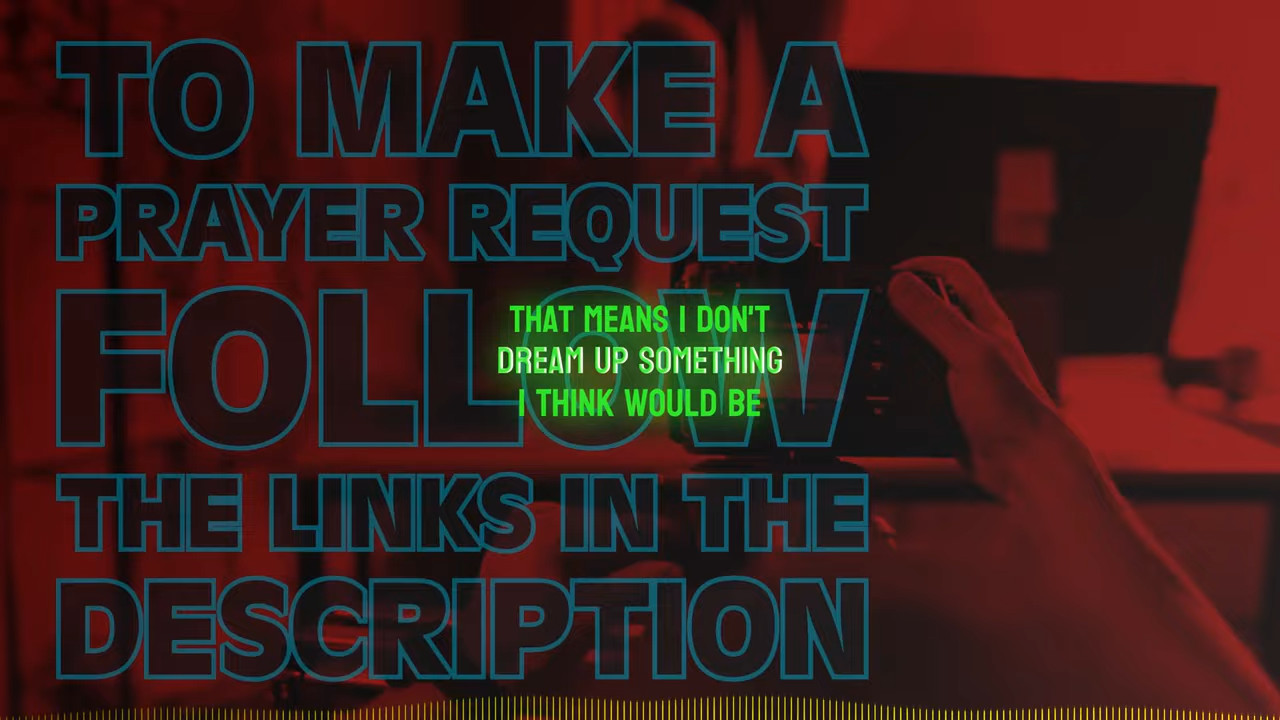 TO MAKE A
PRAYER REQUEST
FOLLOW
THE LINKS IN THE
DESCRIPTION
THAT MEANS I DON'T
DREAM UP SOMETHING
I THINK WOULD BE